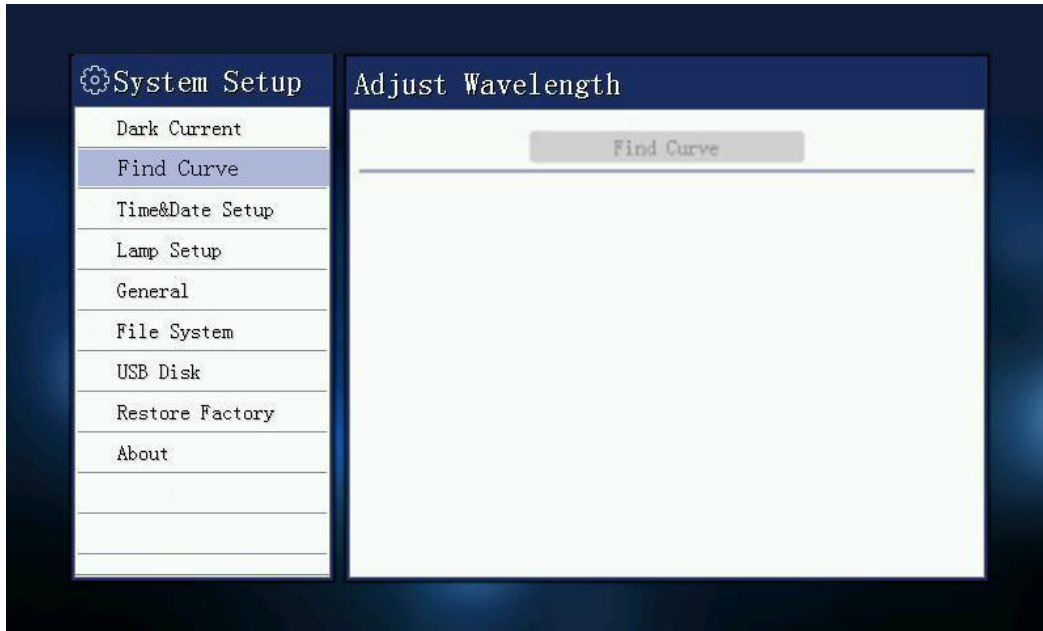 System Setup
Dark Current
Find Curve
Time&Date Setup
Lamp Setup
General
File System
USB Disk
Restore Factory
About
Adjust Wavelength
Find Curve